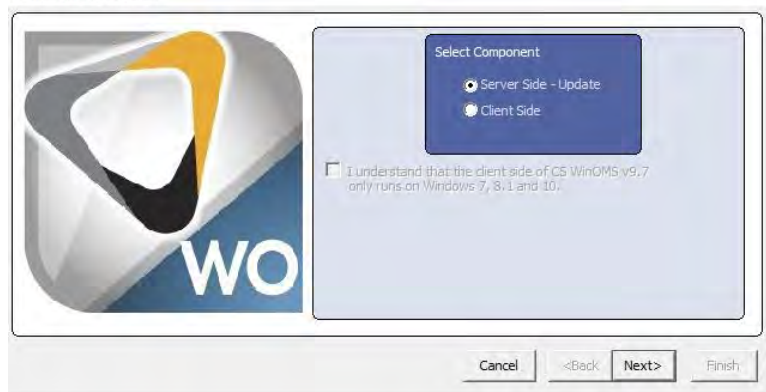 Select Component
Server Side - Update
Client Side
I understand that the client side of CS WinOMS v9.7
only runs on Windows 7, 8.1 and 10.
WO
Cancel
<Back
Next>
Finish